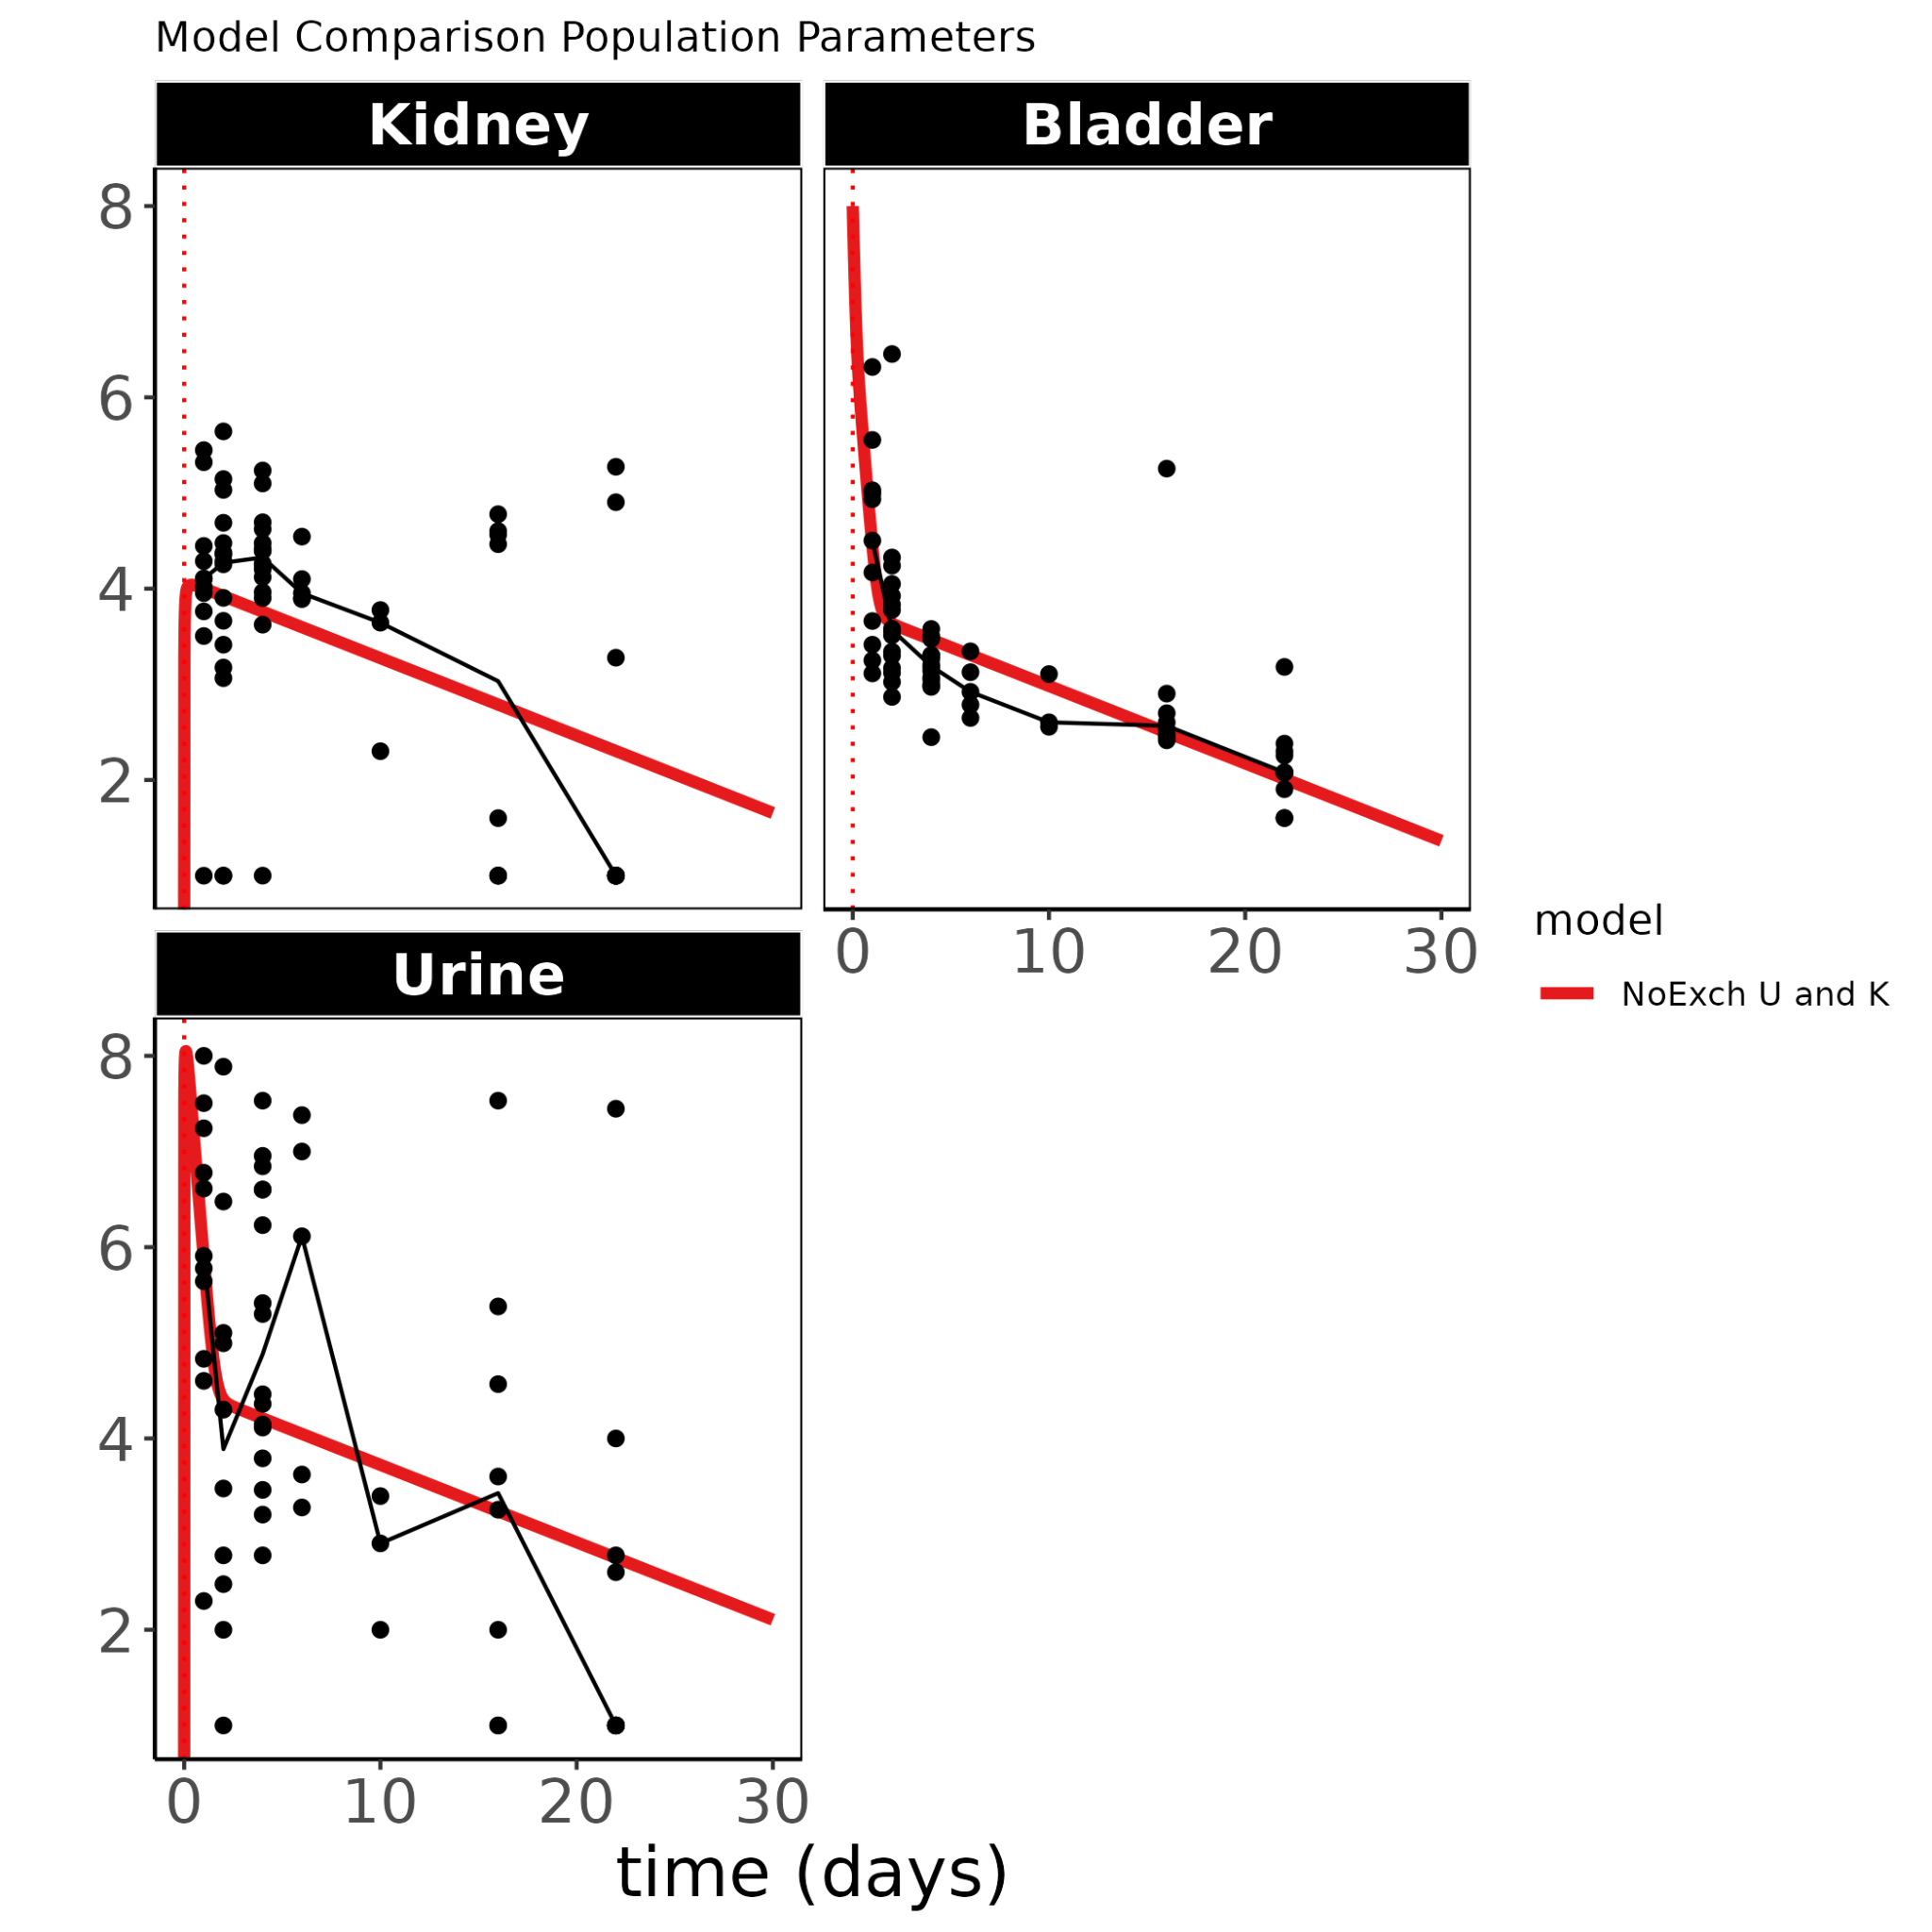 Model Comparison Population Parameters
Kidney
Bladder
8
6
4
2
0 10 20 30
Urine
8
6
4
2
0 10 20 30
time (days)
model
NoExch U and K